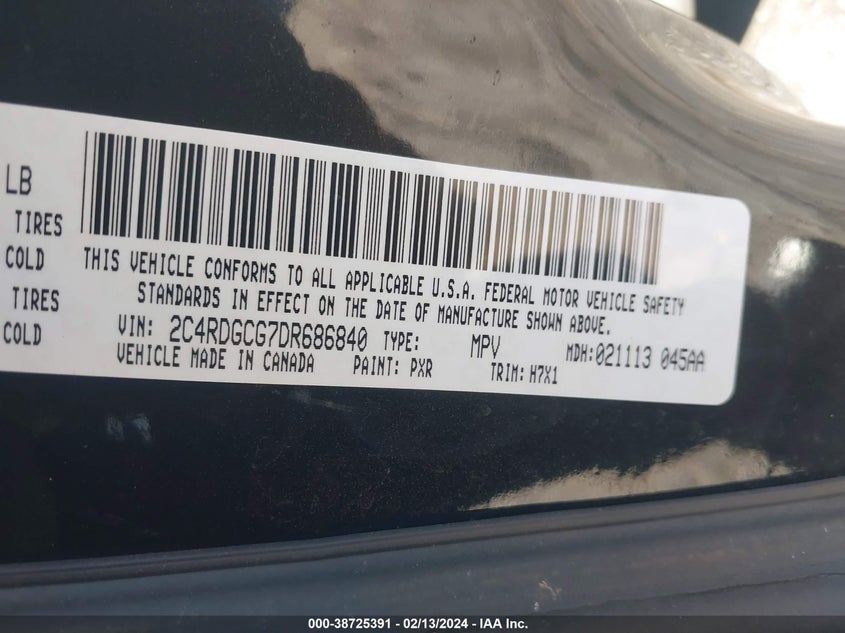 LB
TIRES
COLD
TIRES
COLD
THIS VEHICLE CONFORMS TO ALL APPLICABLE U.S.A. FEDERAL MOTOR VEHICLE SAFETY
STANDARDS IN EFFECT ON THE DATE OF MANUFACTURE SHOWN ABOVE.
VIN: 2C4RDGCG7DR686840 TYPE: MPV MDH:021113 045AA
VEHICLE MADE IN CANADA PAINT: PXR TRIM: H7X1
000-38725391 - 02/13/2024 - IAA Inc.